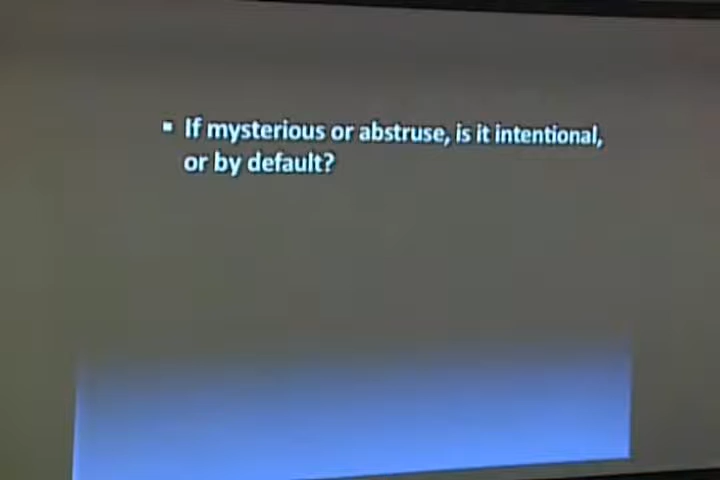 ▪ If mysterious or abstruse, is it intentional,
or by default?